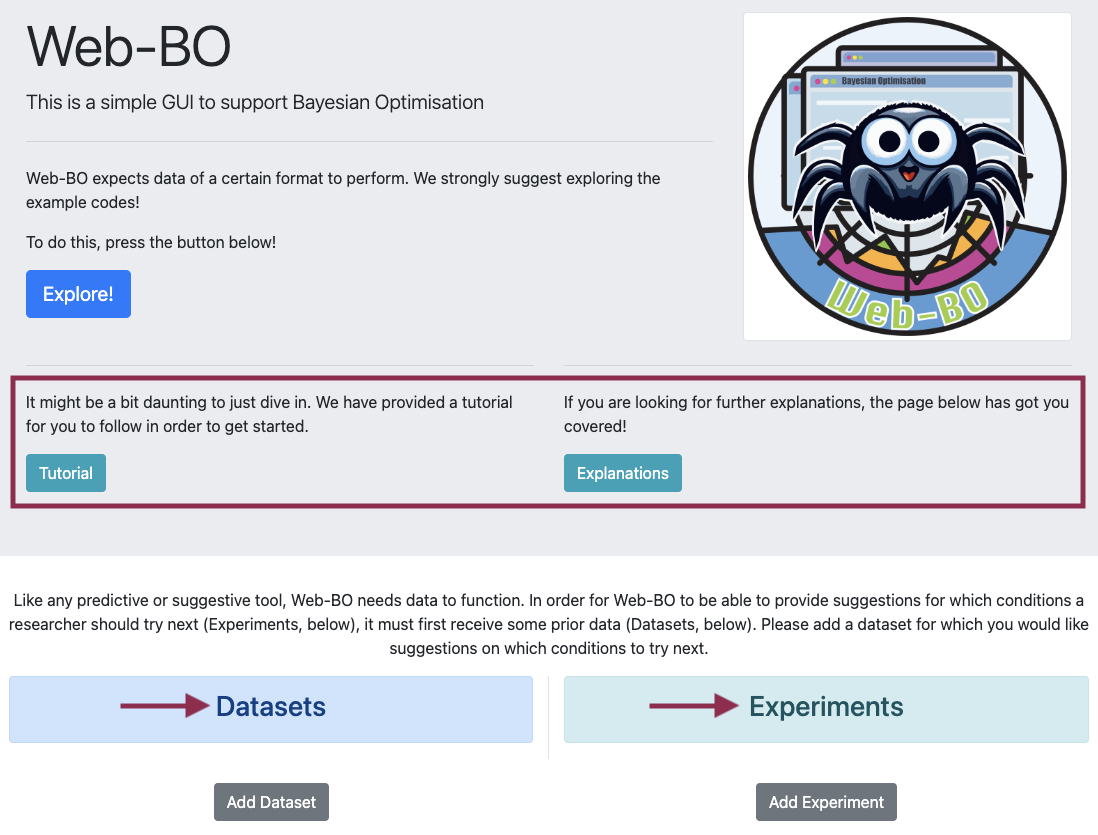 Web-BO
This is a simple GUI to support Bayesian Optimisation
Web-BO expects data of a certain format to perform. We strongly suggest exploring the
example codes!
To do this, press the button below!
Explore!
Bayesian Optimisation
Web-BO
It might be a bit daunting to just dive in. We have provided a tutorial
for you to follow in order to get started.
Tutorial
If you are looking for further explanations, the page below has got you
covered!
Explanations
Like any predictive or suggestive tool, Web-BO needs data to function. In order for Web-BO to be able to provide suggestions for which conditions a
researcher should try next (Experiments, below), it must first receive some prior data (Datasets, below). Please add a dataset for which you would like
suggestions on which conditions to try next.
Datasets
Experiments
Add Dataset
Add Experiment